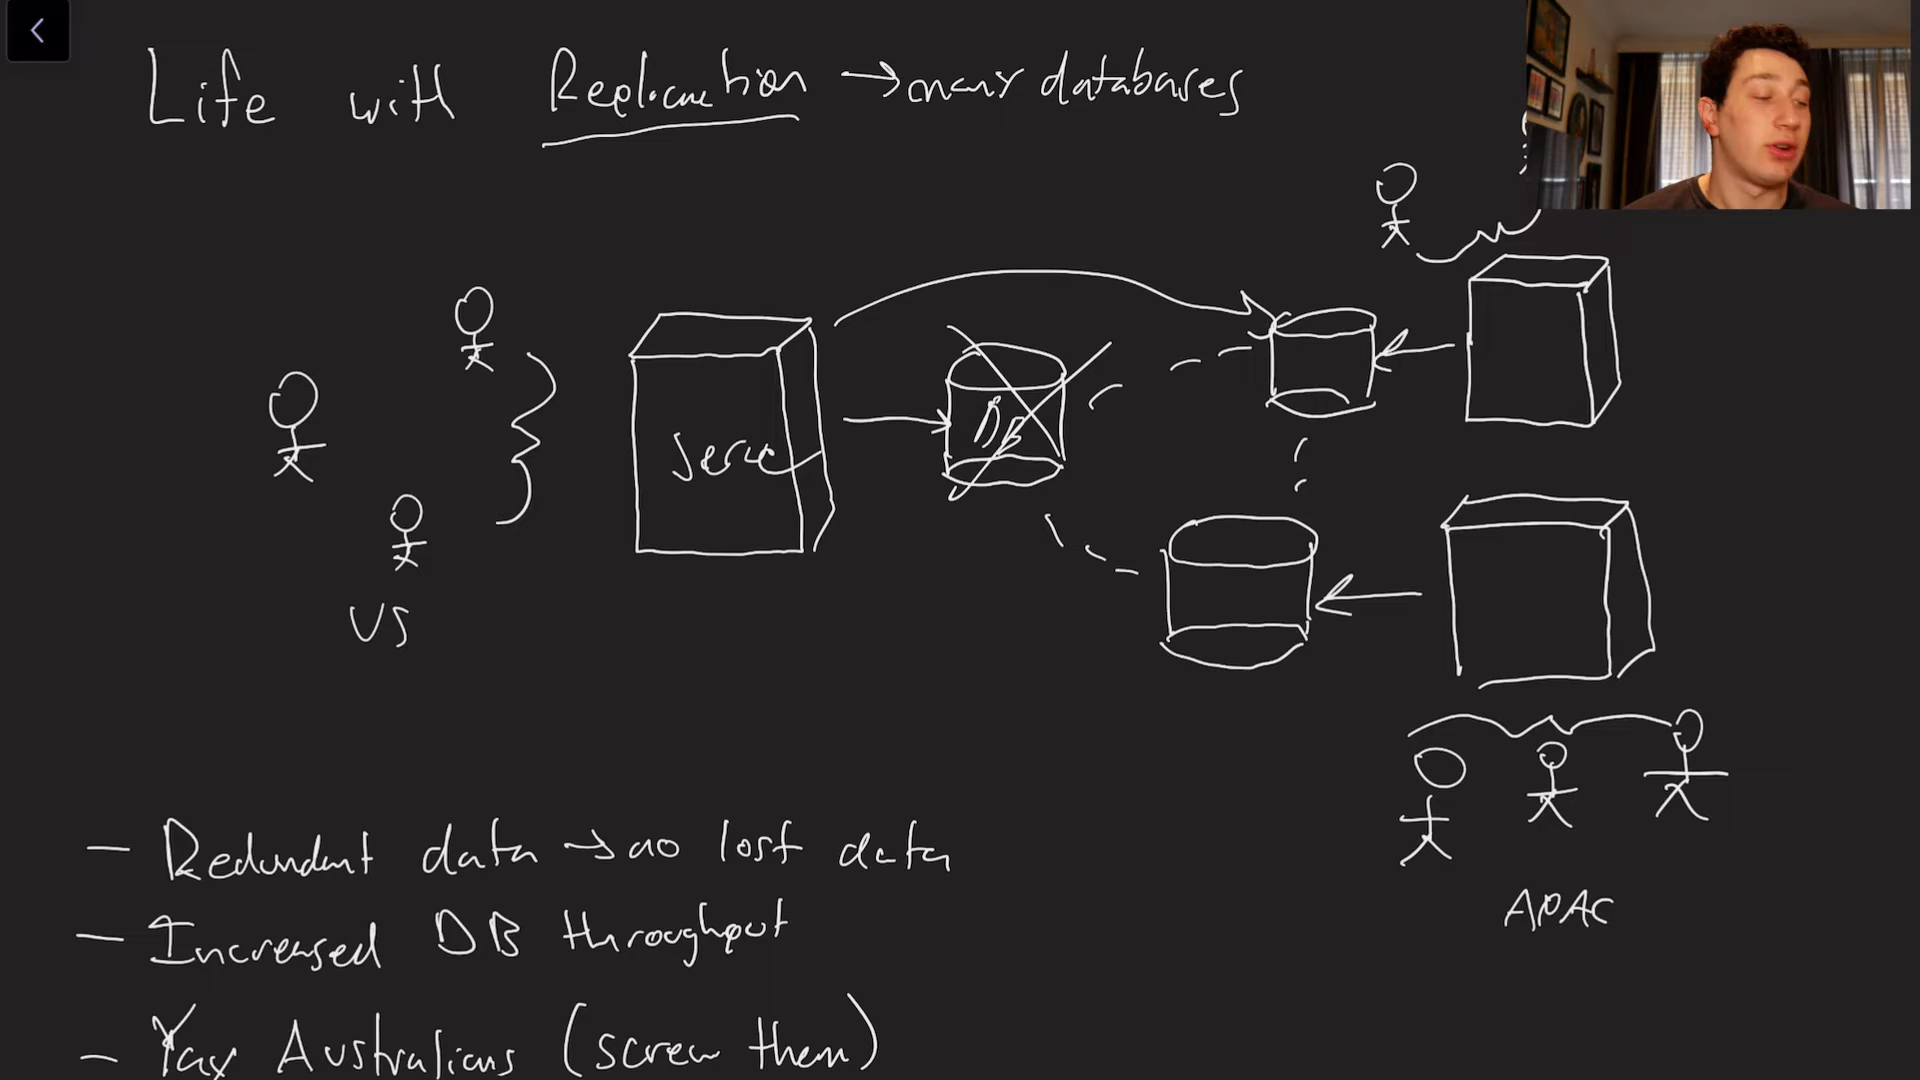 Life with Replication → many databases
Server
DB
US
APAC
- Redundant data → no lost data
- Increased DB throughput
- Yay Australians (screw them)